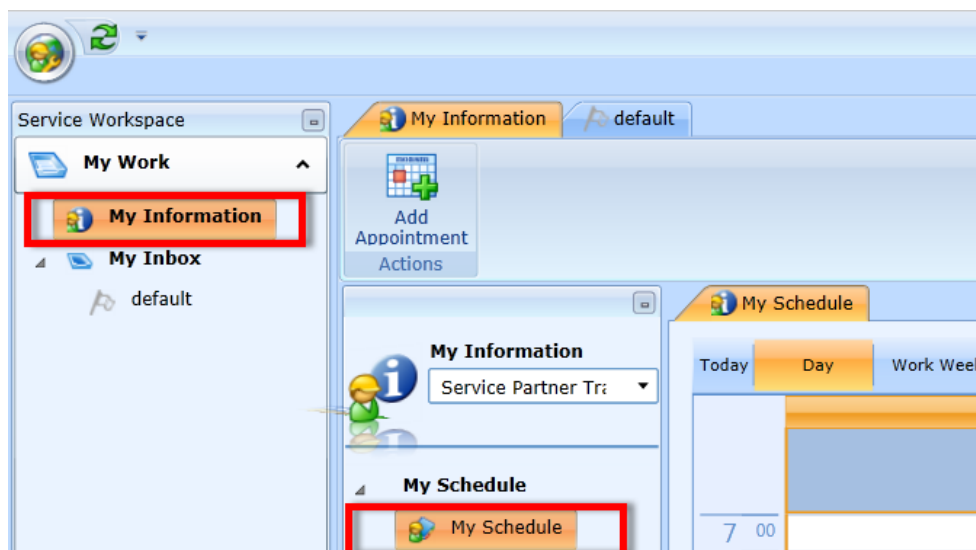 Service Workspace
My Work
My Information
My Inbox
default
My Information
default
Add
Appointment
Actions
My Information
Service Partner Tra
My Schedule
My Schedule
My Schedule
Today
Day
Work Week
7 00